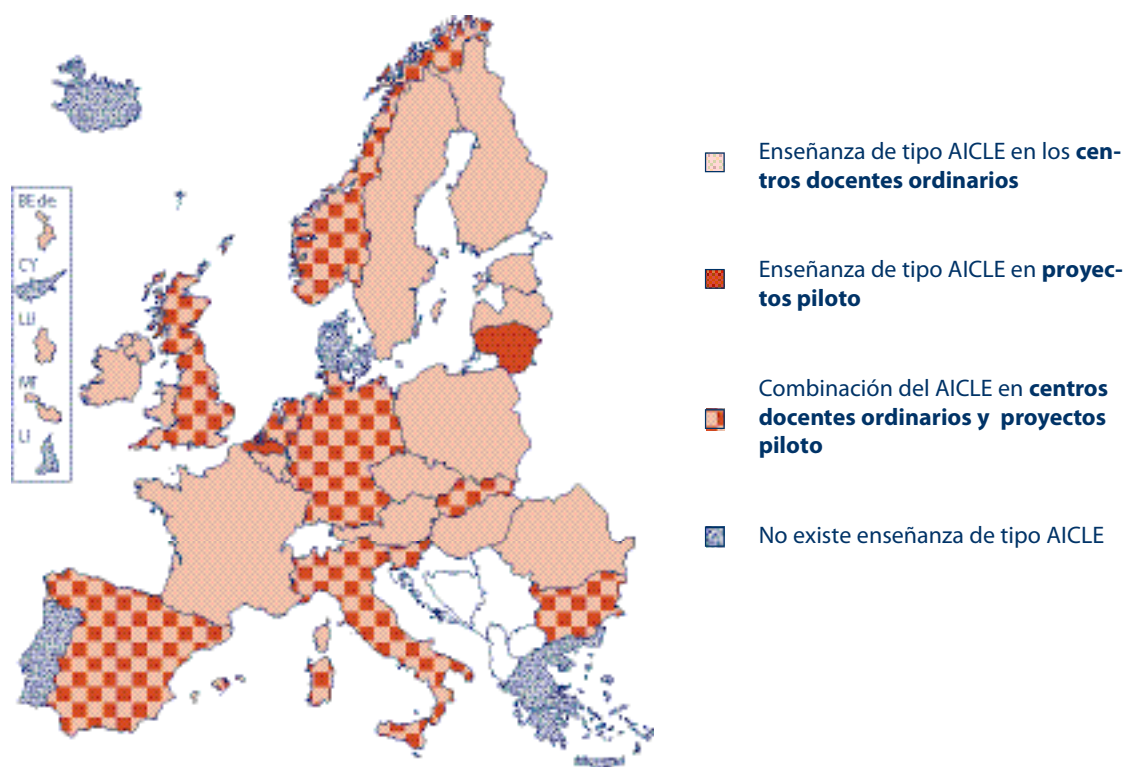 BE de
CY
LU
MT
LI
Enseñanza de tipo AICLE en los cen-
tros docentes ordinarios
Enseñanza de tipo AICLE en proyec-
tos piloto
Combinación del AICLE en centros
docentes ordinarios y proyectos
piloto
No existe enseñanza de tipo AICLE